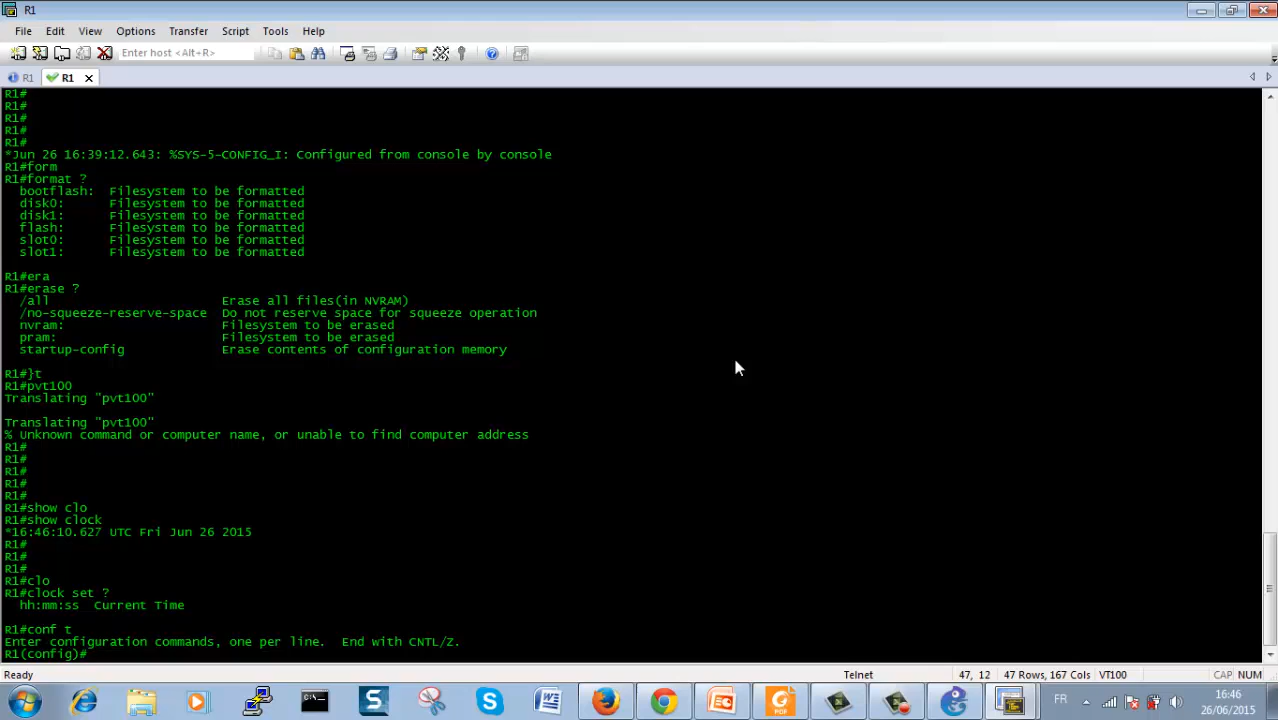 R1
File Edit View Options Transfer Script Tools Help
Enter host <Alt+R>
R1 R1
R1#
R1#
R1#
R1#
R1#
*Jun 26 16:39:12.643: %SYS-5-CONFIG_I: Configured from console by console
R1#form
R1#format ?
bootflash: Filesystem to be formatted
disk0: Filesystem to be formatted
disk1: Filesystem to be formatted
flash: Filesystem to be formatted
slot0: Filesystem to be formatted
slot1: Filesystem to be formatted
R1#era
R1#erase ?
/all Erase all files(in NVRAM)
/no-squeeze-reserve-space Do not reserve space for squeeze operation
nvram: Filesystem to be erased
pram: Filesystem to be erased
startup-config Erase contents of configuration memory
R1#}t
R1#pvt100
Translating "pvt100"
Translating "pvt100"
% Unknown command or computer name, or unable to find computer address
R1#
R1#
R1#
R1#
R1#
R1#show clo
R1#show clock
*16:46:10.627 UTC Fri Jun 26 2015
R1#
R1#
R1#
R1#clo
R1#clock set ?
hh:mm:ss Current Time
R1#conf t
Enter configuration commands, one per line. End with CNTL/Z.
R1(config)#
Ready Telnet 47, 12 47 Rows, 167 Cols VT100 CAP NUM
FR 16:46
26/06/2015